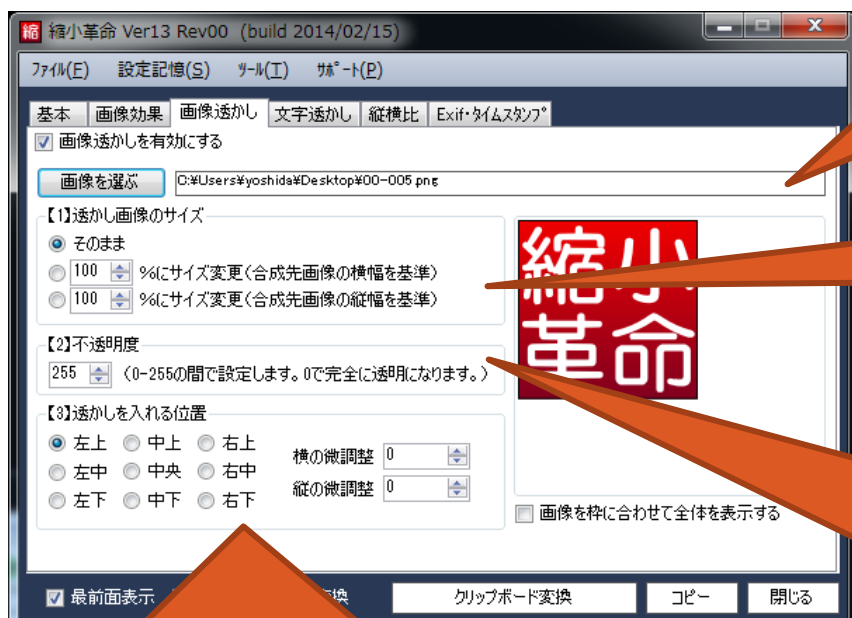 縮 縮小革命 Ver13 Rev00 (build 2014/02/15)
ﾌｧｲﾙ(F) 設定記憶(S) ﾂｰﾙ(T) ｻﾎﾟｰﾄ(P)
基本 画像効果 画像透かし 文字透かし 縦横比 Exif・ﾀｲﾑｽﾀﾝﾌﾟ
画像透かしを有効にする
画像を選ぶ C:¥Users¥yoshida¥Desktop¥00-005.png
【1】透かし画像のサイズ
そのまま
100 %にサイズ変更(合成先画像の横幅を基準)
100 %にサイズ変更(合成先画像の縦幅を基準)
縮小
革命
【2】不透明度
255 (0-255の間で設定します。0で完全に透明になります。)
【3】透かしを入れる位置
左上 中上 右上
左中 中央 右中
左下 中下 右下
横の微調整 0
縦の微調整 0
画像を枠に合わせて全体を表示する
最前面表示 変換 クリップボード変換 コピー 閉じる